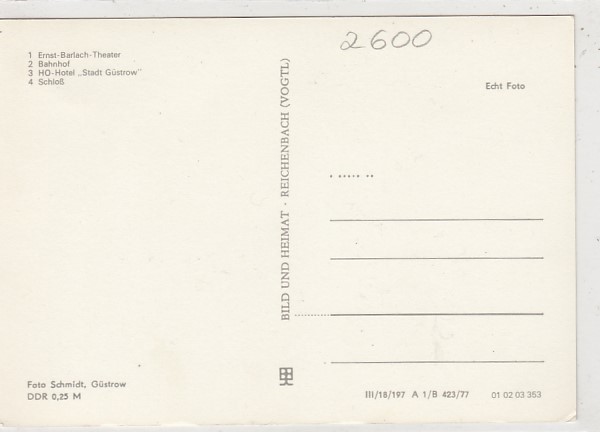 2600
1 Ernst-Barlach-Theater
2 Bahnhof
3 HO-Hotel „Stadt Güstrow"
4 Schloß
Echt Foto
BILD UND HEIMAT · REICHENBACH (VOGTL)
Foto Schmidt, Güstrow
DDR 0,25 M
III/18/197 A 1/B 423/77 01 02 03 353